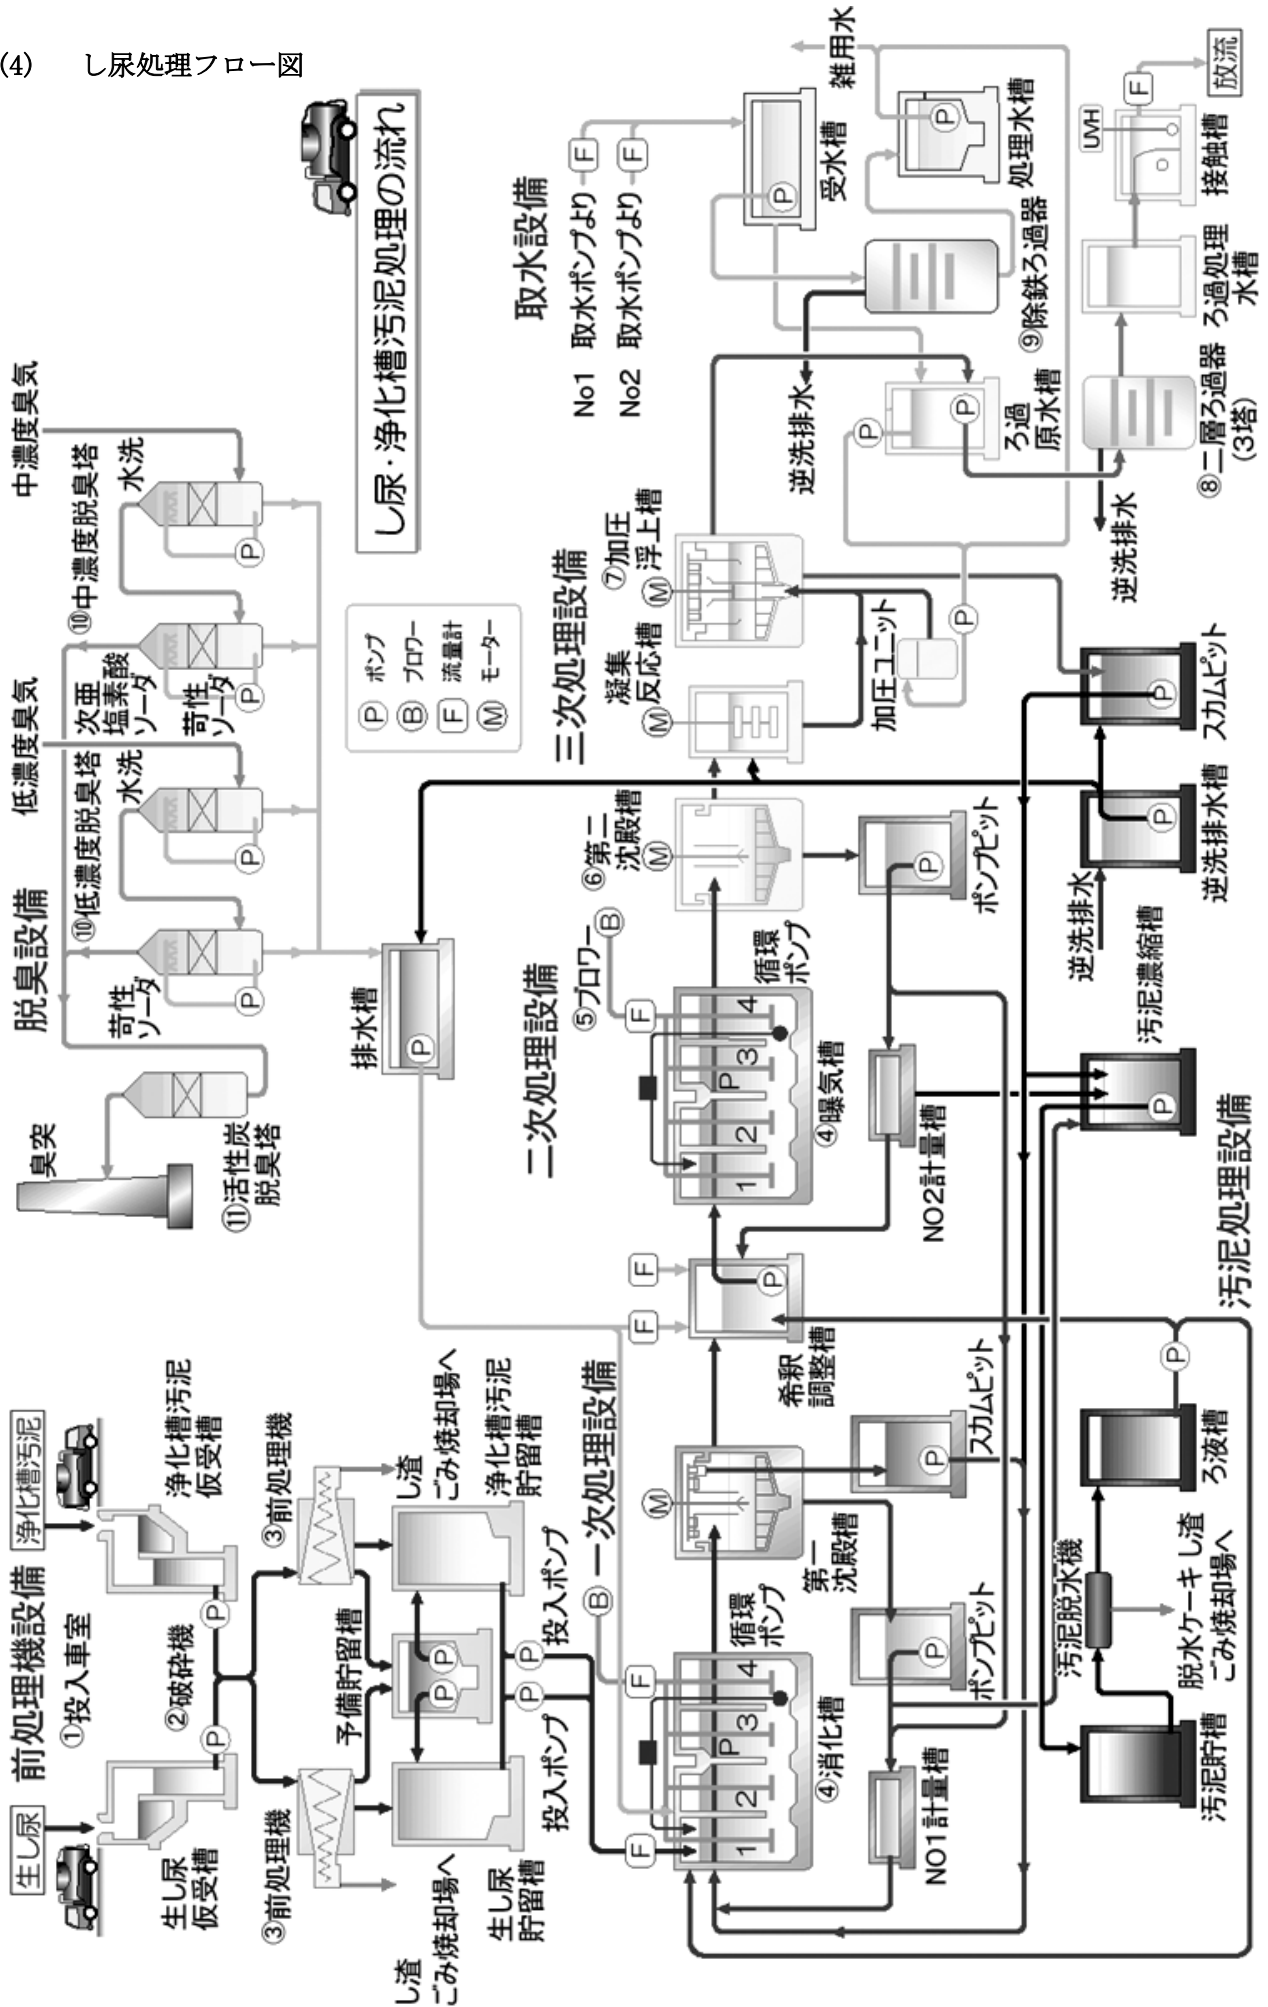 (4) し尿処理フロー図
し尿・浄化槽汚泥処理の流れ
前処理機設備
生し尿
浄化槽汚泥
①投入車室
生し尿
仮受槽
浄化槽汚泥
仮受槽
②破砕機
P
P
③前処理機
③前処理機
し渣
ごみ焼却場へ
し渣
ごみ焼却場へ
予備貯留槽
P
P
生し尿
貯留槽
浄化槽汚泥
貯留槽
投入ポンプ
投入ポンプ
P
P
脱臭設備
臭突
⑪活性炭
脱臭塔
低濃度臭気
⑩低濃度脱臭塔
水洗
苛性
ソーダ
P
P
中濃度臭気
⑩中濃度脱臭塔
水洗
次亜
塩素酸
ソーダ
苛性
ソーダ
P
P
排水槽
P
P ポンプ
B ブロワー
F 流量計
M モーター
一次処理設備
B
F
F
1
2
P
3
4
循環
ポンプ
④消化槽
M
第一
沈殿槽
ポンプピット
P
スカムピット
P
NO1計量槽
F
F
希釈
調整槽
P
二次処理設備
⑤ブロワー
B
F
1
2
P
3
4
循環
ポンプ
④曝気槽
⑥第二
沈殿槽
M
ポンプピット
P
NO2計量槽
三次処理設備
凝集
反応槽
M
⑦加圧
浮上槽
M
加圧ユニット
P
取水設備
No1 取水ポンプより
F
No2 取水ポンプより
F
受水槽
P
雑用水
処理水槽
P
⑨除鉄ろ過器
逆洗排水
ろ過
原水槽
P
P
⑧二層ろ過器
(3塔)
逆洗排水
ろ過処理
水槽
接触槽
UVH
F
放流
汚泥処理設備
スカムピット
P
逆洗排水槽
P
逆洗排水
汚泥濃縮槽
P
汚泥貯槽
汚泥脱水機
脱水ケーキし渣
ごみ焼却場へ
ろ液槽
P